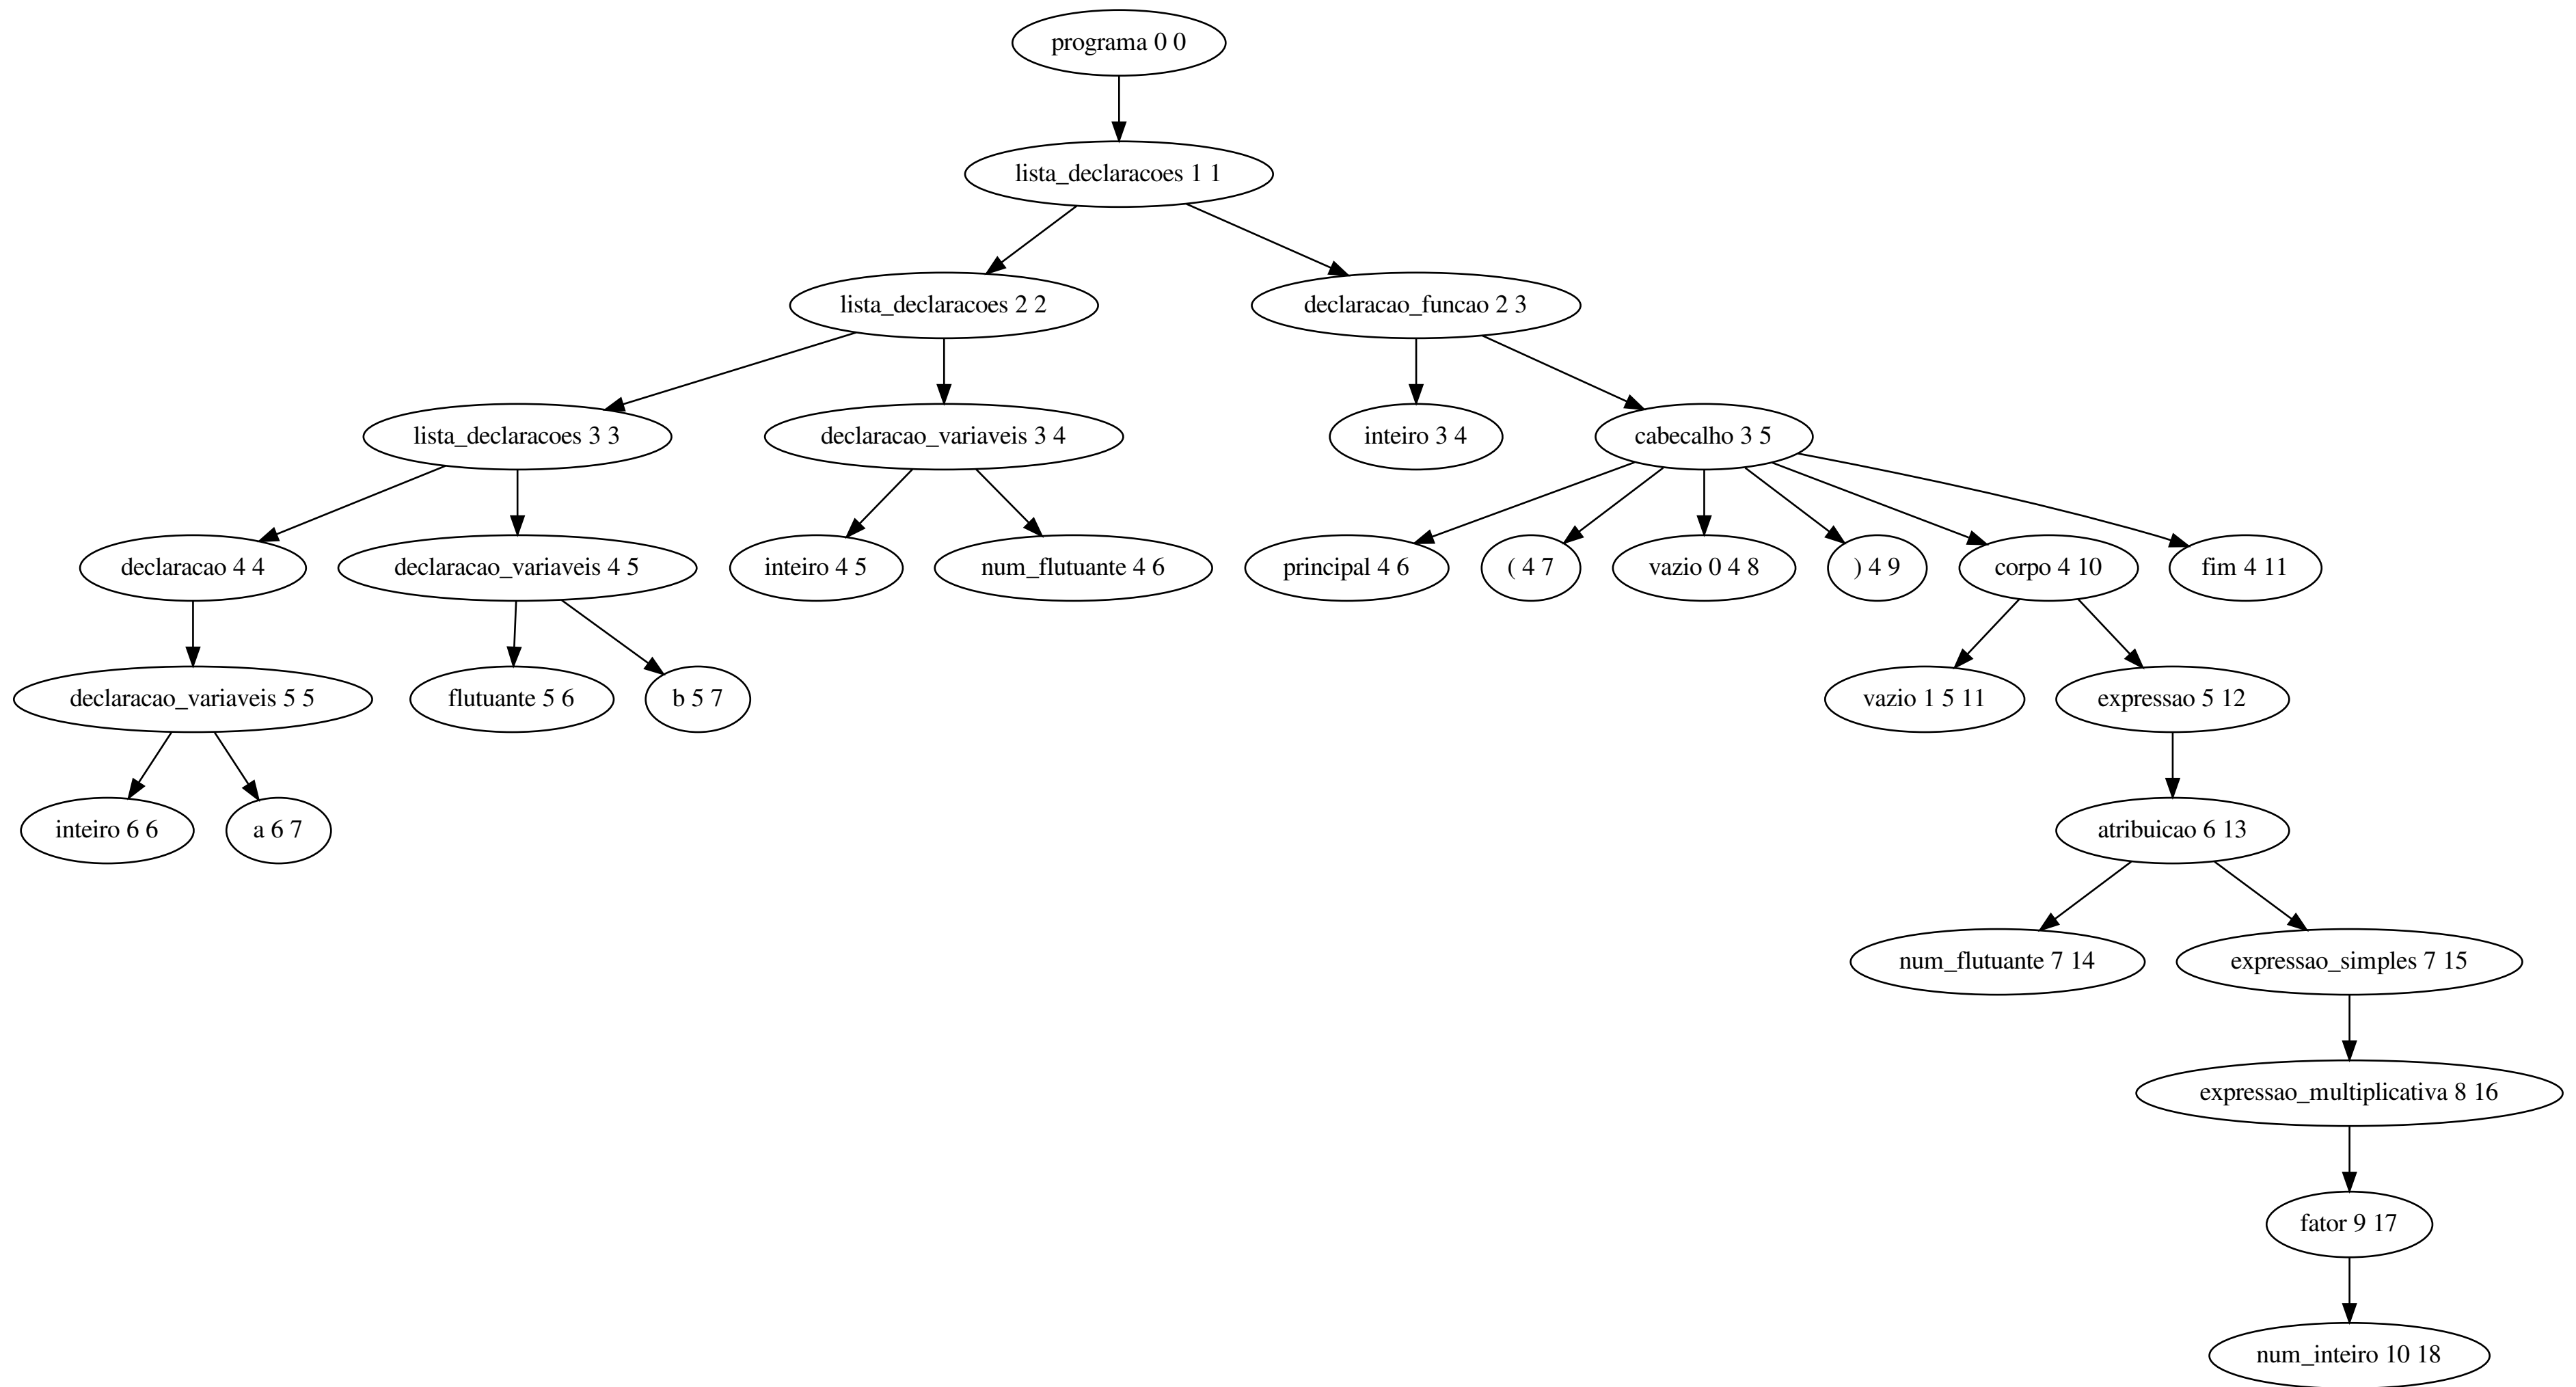 programa 0 0
lista_declaracoes 1 1
lista_declaracoes 2 2
declaracao_funcao 2 3
lista_declaracoes 3 3
declaracao_variaveis 3 4
inteiro 3 4
cabecalho 3 5
declaracao 4 4
declaracao_variaveis 4 5
inteiro 4 5
num_flutuante 4 6
principal 4 6
( 4 7
vazio 0 4 8
) 4 9
corpo 4 10
fim 4 11
declaracao_variaveis 5 5
flutuante 5 6
b 5 7
vazio 1 5 11
expressao 5 12
inteiro 6 6
a 6 7
atribuicao 6 13
num_flutuante 7 14
expressao_simples 7 15
expressao_multiplicativa 8 16
fator 9 17
num_inteiro 10 18